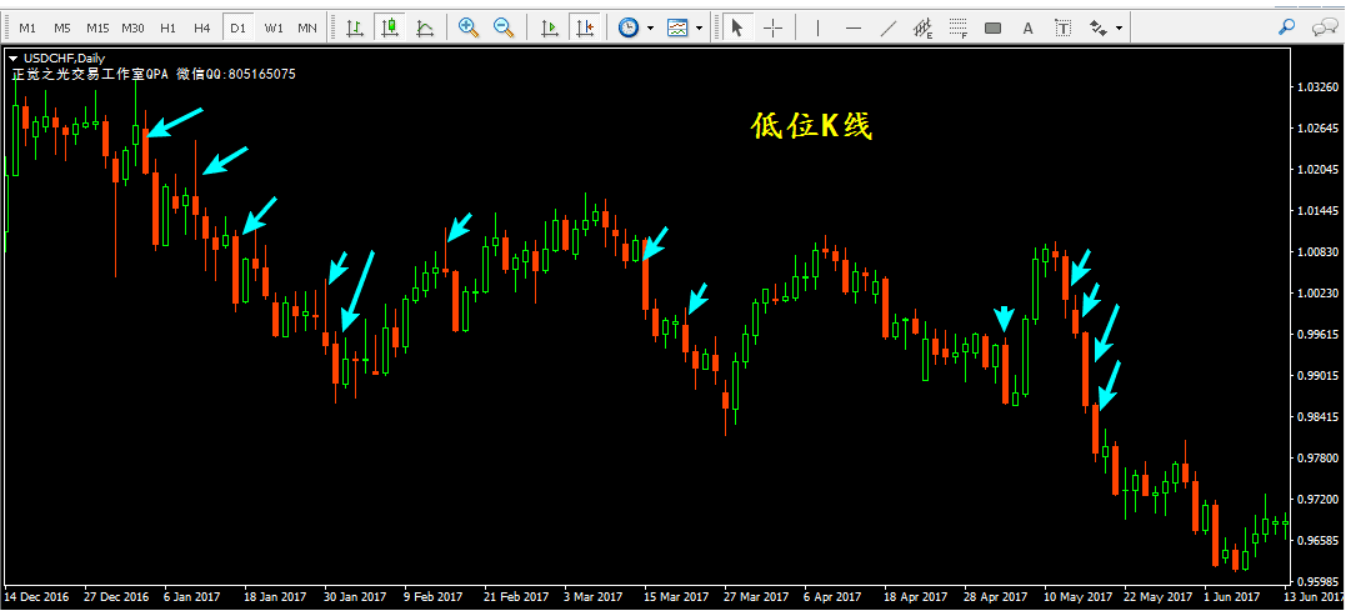 M1 M5 M15 M30 H1 H4 D1 W1 MN E F A T
USDCHF,Daily
正觉之光交易工作室QPA 微信QQ:805165075
低位K线
1.03260
1.02645
1.02045
1.01445
1.00830
1.00230
0.99615
0.99015
0.98415
0.97800
0.97200
0.96585
0.95985
14 Dec 2016 27 Dec 2016 6 Jan 2017 18 Jan 2017 30 Jan 2017 9 Feb 2017 21 Feb 2017 3 Mar 2017 15 Mar 2017 27 Mar 2017 6 Apr 2017 18 Apr 2017 28 Apr 2017 10 May 2017 22 May 2017 1 Jun 2017 13 Jun 2017